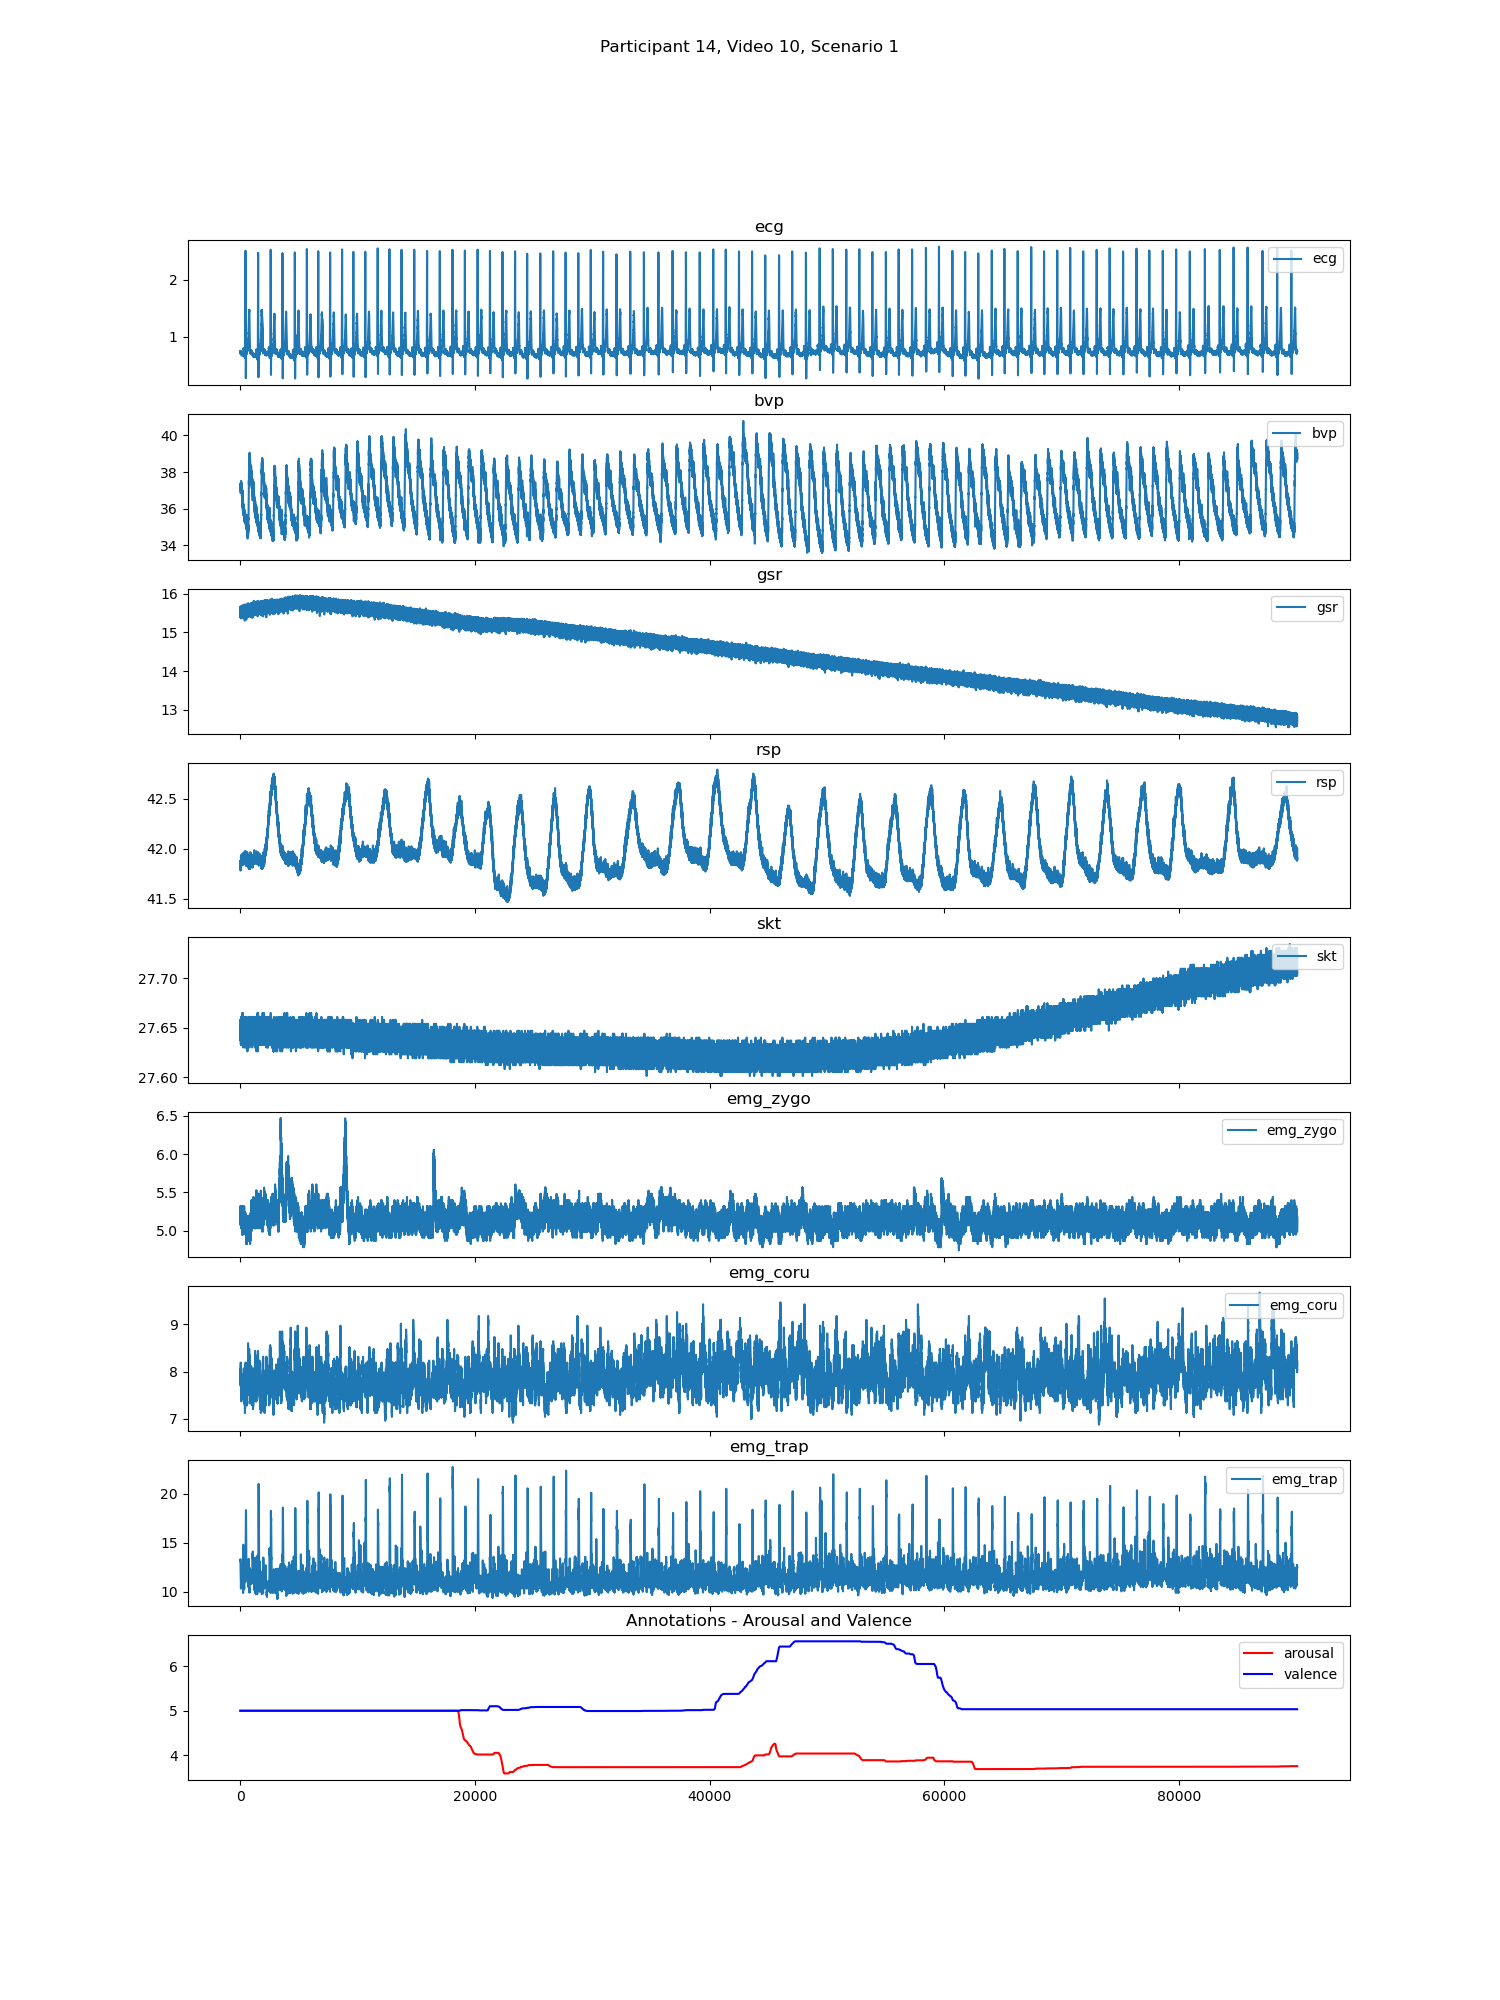 Participant 14, Video 10, Scenario 1
ecg
ecg
2
1
bvp
bvp
40
38
36
34
gsr
gsr
16
15
14
13
rsp
rsp
42.5
42.0
41.5
skt
skt
27.70
27.65
27.60
emg_zygo
emg_zygo
6.5
6.0
5.5
5.0
emg_coru
emg_coru
9
8
7
emg_trap
emg_trap
20
15
10
Annotations - Arousal and Valence
arousal
valence
6
5
4
0 20000 40000 60000 80000